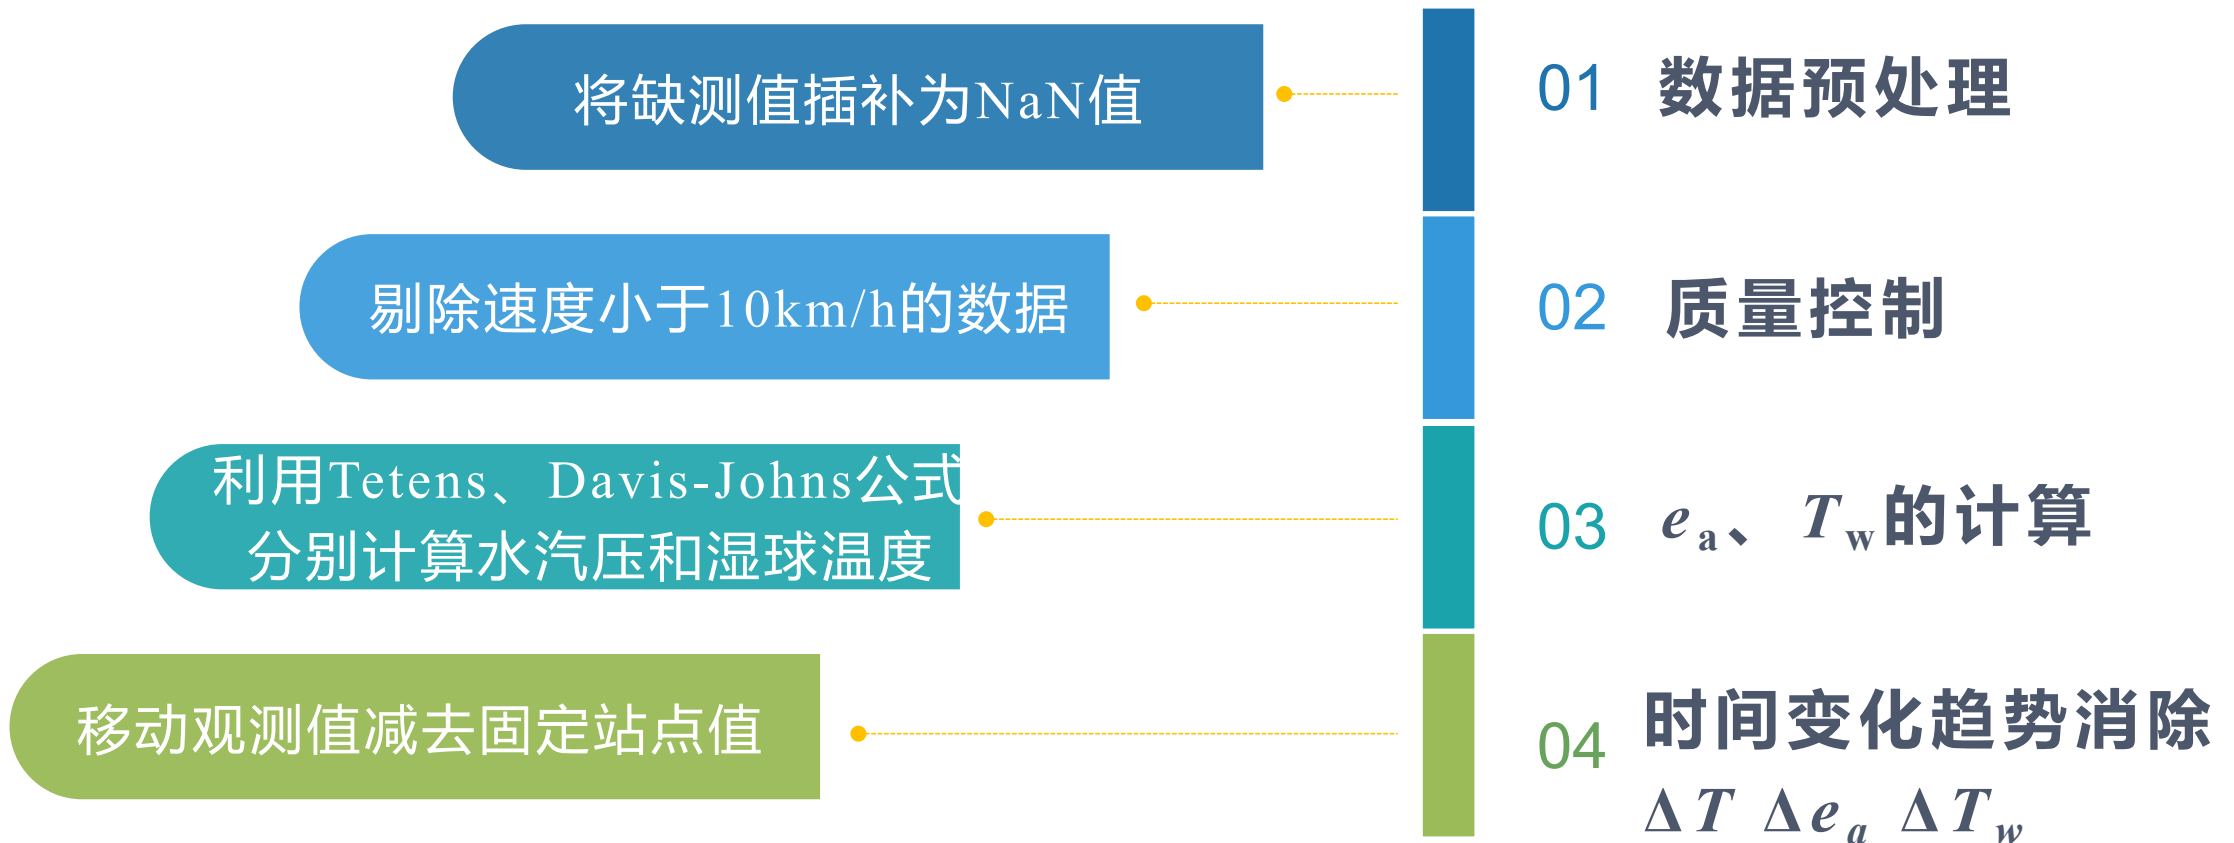 将缺测值插补为NaN值
01 数据预处理
剔除速度小于10km/h的数据
02 质量控制
利用Tetens、Davis-Johns公式
分别计算水汽压和湿球温度
03 ea、Tw的计算
移动观测值减去固定站点值
04 时间变化趋势消除
ΔT Δea ΔTw